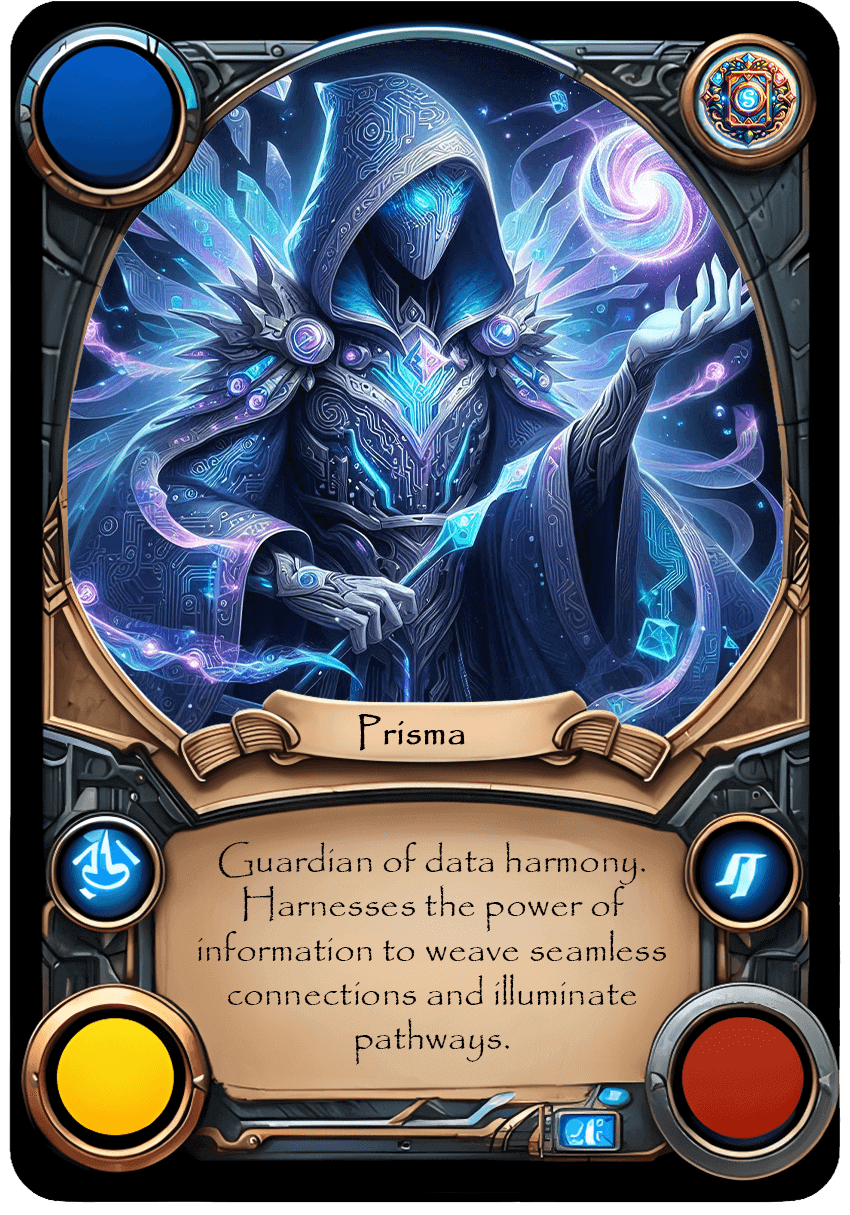 Prisma
Guardian of data harmony.
Harnesses the power of
information to weave seamless
connections and illuminate
pathways.